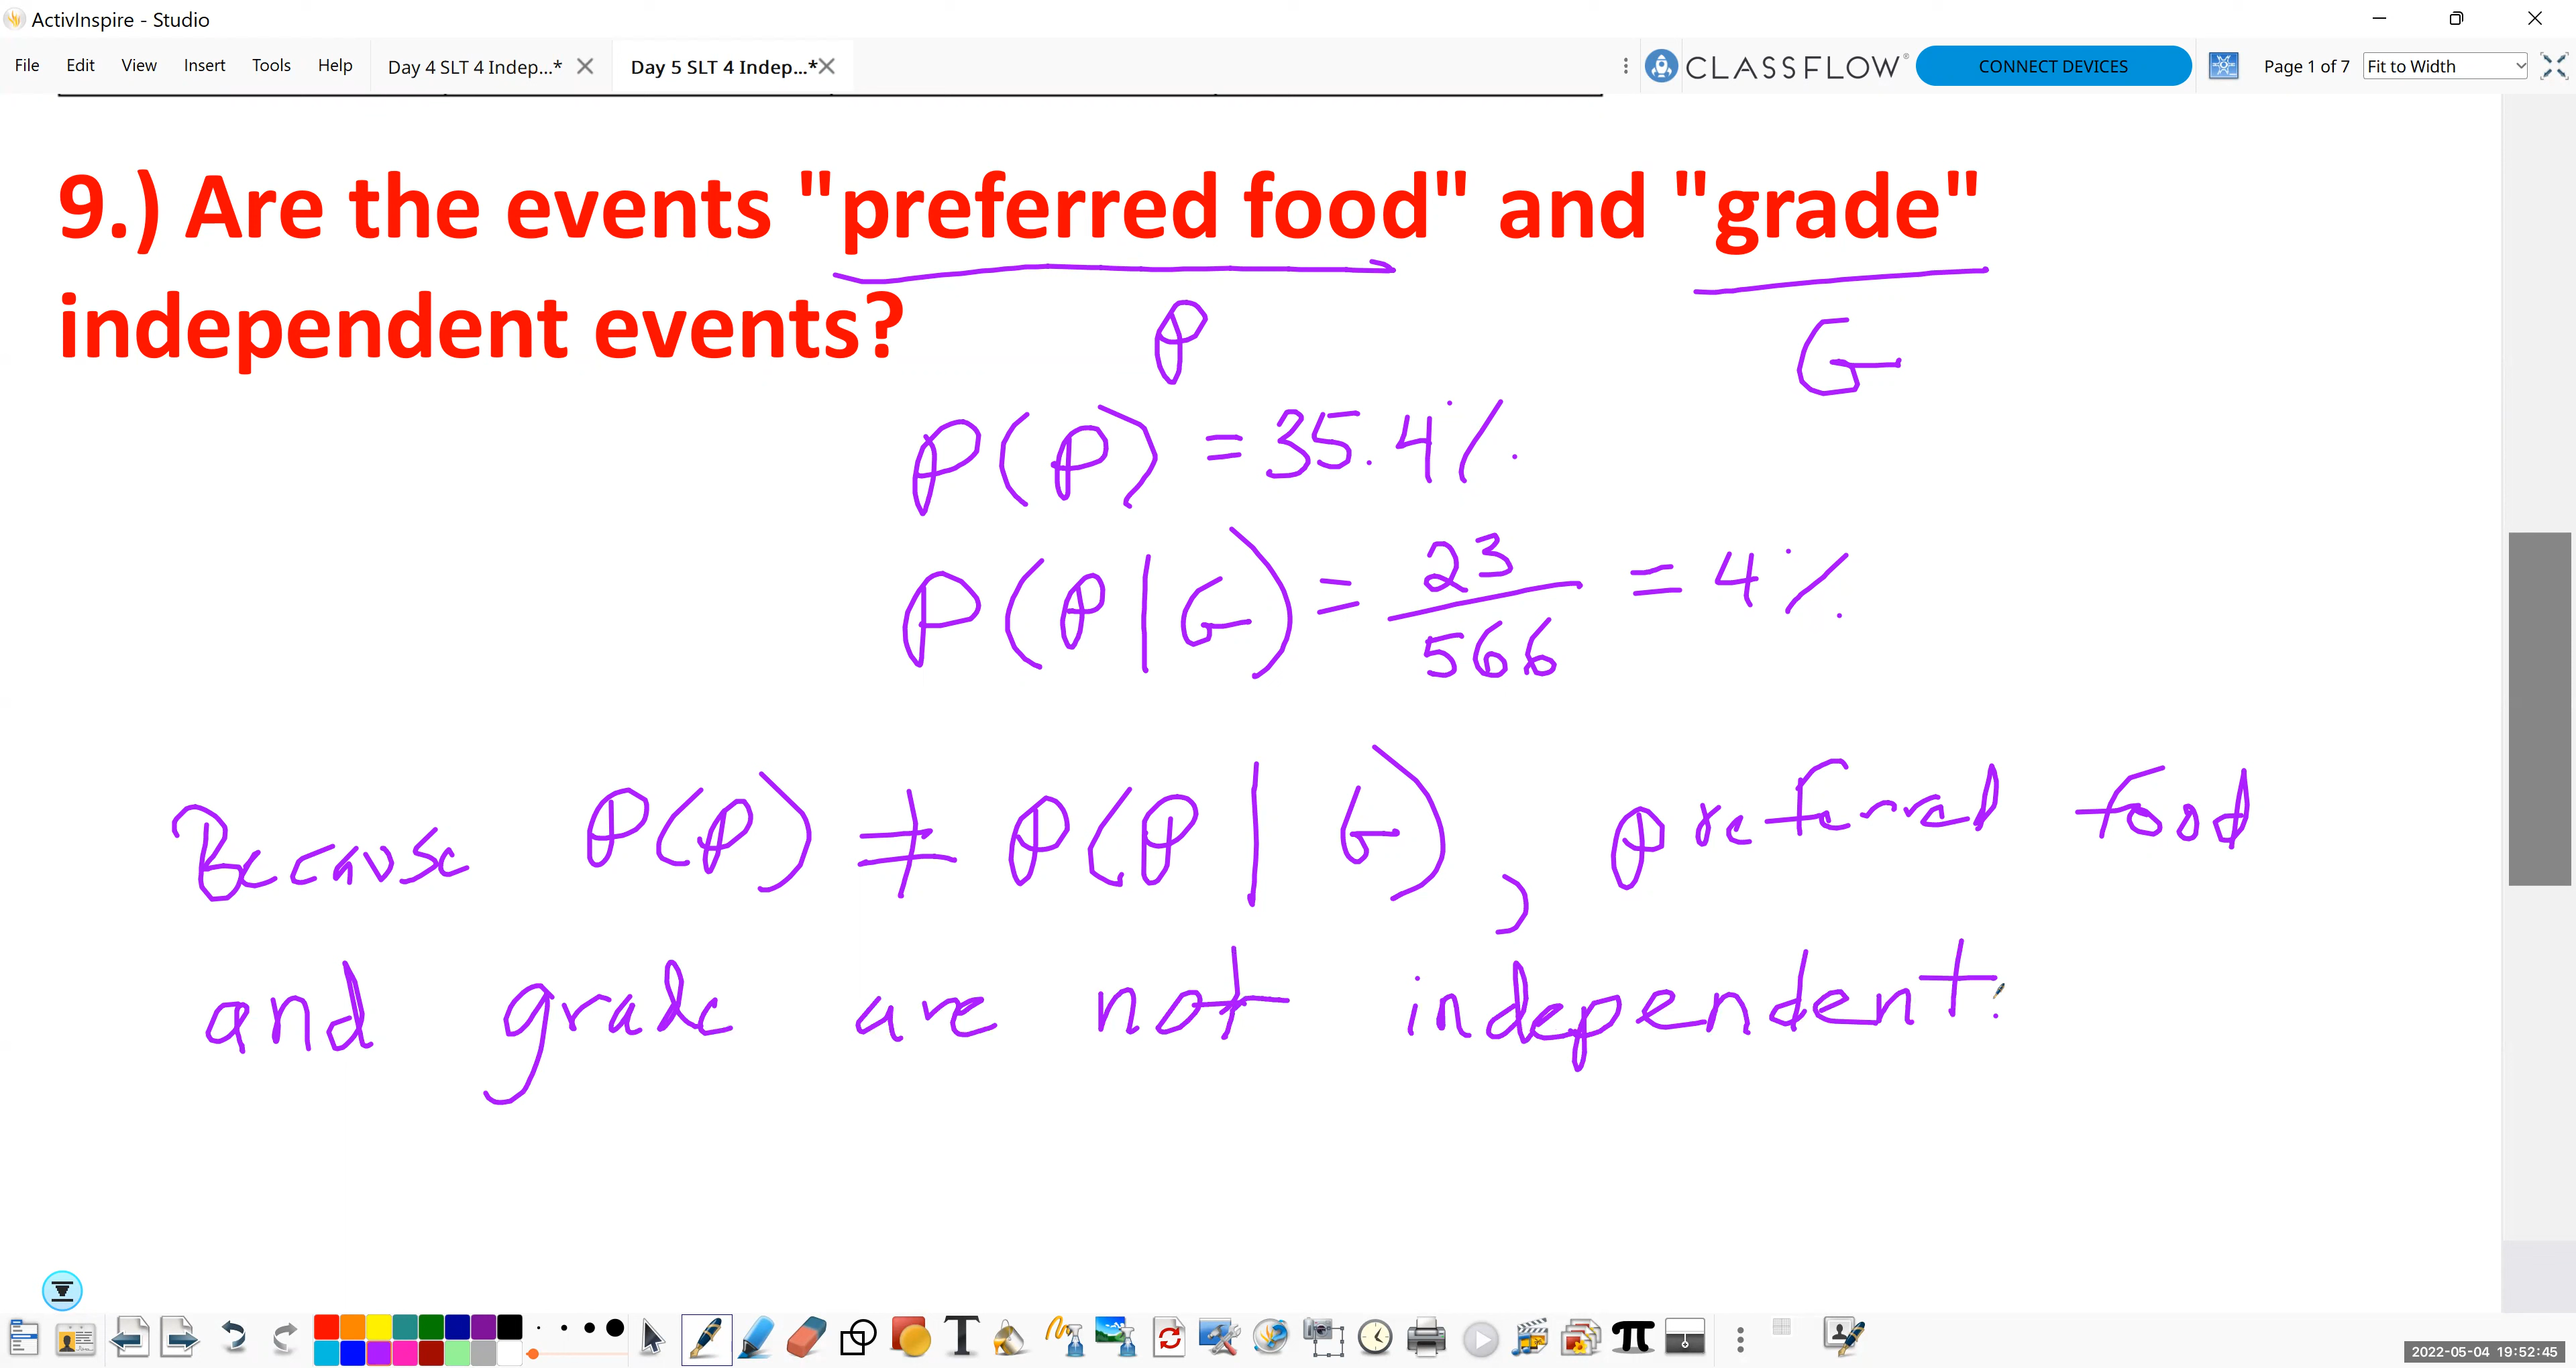 ActivInspire - Studio
File Edit View Insert Tools Help Day 4 SLT 4 Indep...* Day 5 SLT 4 Indep...* CLASSFLOW® CONNECT DEVICES Page 1 of 7 Fit to Width
9.) Are the events "preferred food" and "grade"
independent events?
P G
P(P) = 35.4%
P(P|G) = 23/566 = 4%
Because P(P) ≠ P(P|G), preferred food
and grade are not independent.
T π
2022-05-04 19:52:45